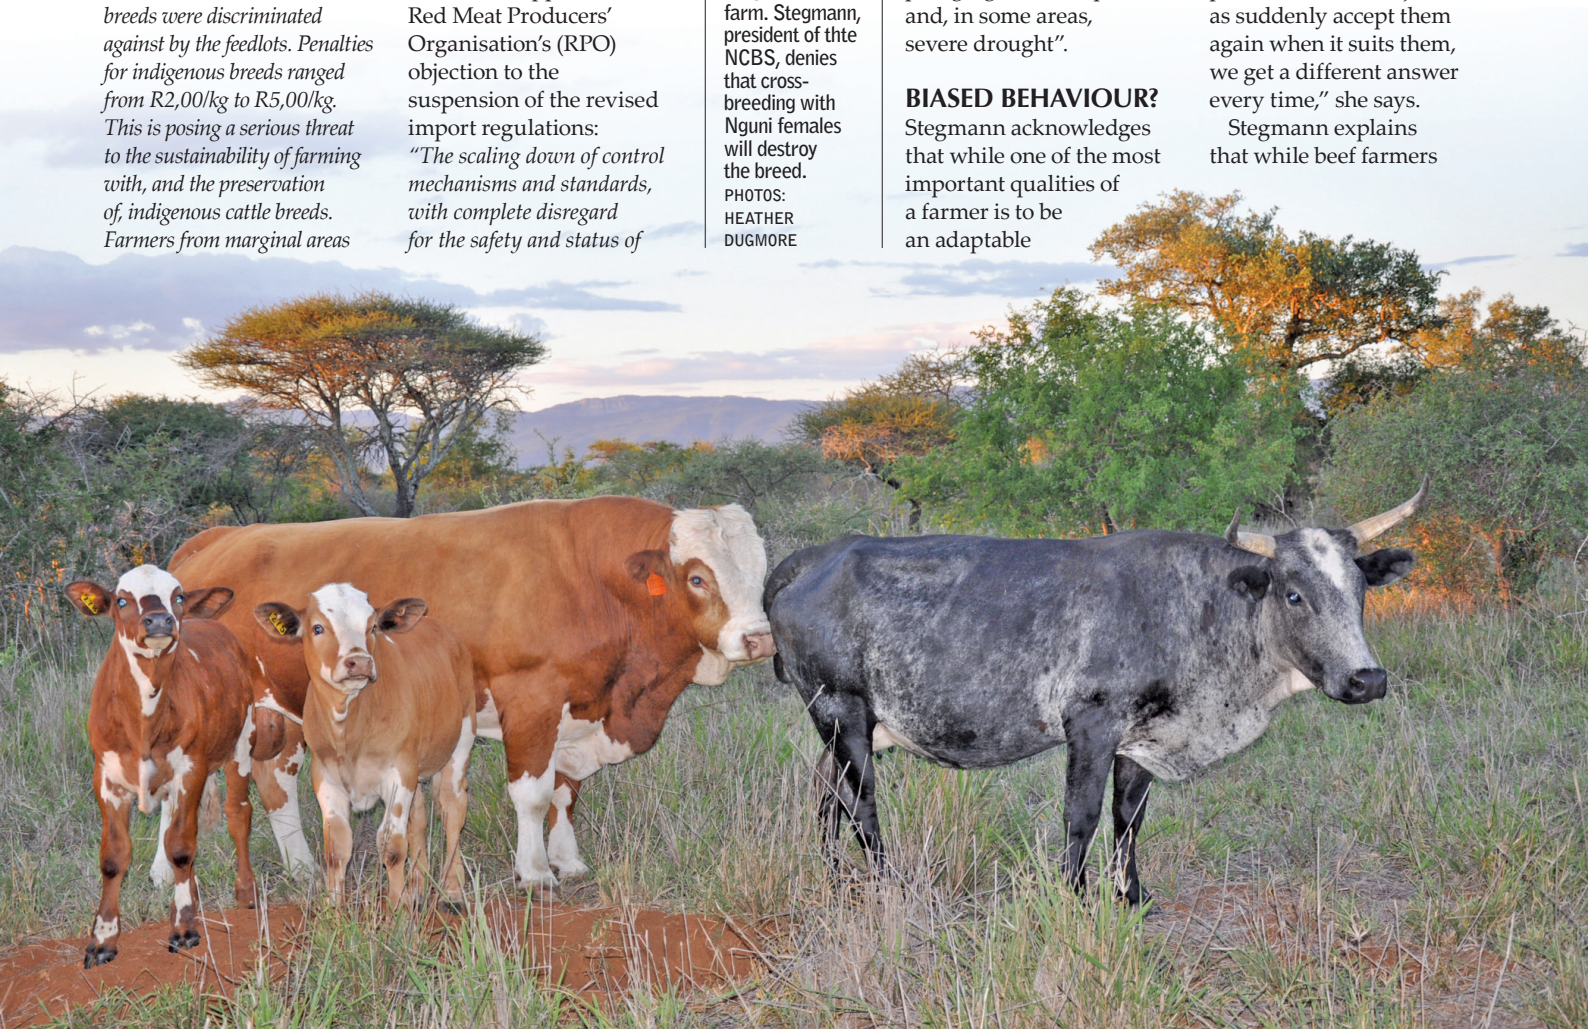 breeds were discriminated
against by the feedlots. Penalties
for indigenous breeds ranged
from R2,00/kg to R5,00/kg.
This is posing a serious threat
to the sustainability of farming
with, and the preservation
of, indigenous cattle breeds.
Farmers from marginal areas
Red Meat Producers’
Organisation’s (RPO)
objection to the
suspension of the revised
import regulations:
“The scaling down of control
mechanisms and standards,
with complete disregard
for the safety and status of
farm. Stegmann,
president of thte
NCBS, denies
that cross-
breeding with
Nguni females
will destroy
the breed.
PHOTOS:
HEATHER
DUGMORE
and, in some areas,
severe drought”.
BIASED BEHAVIOUR?
Stegmann acknowledges
that while one of the most
important qualities of
a farmer is to be
an adaptable
as suddenly accept them
again when it suits them,
we get a different answer
every time,” she says.
Stegmann explains
that while beef farmers